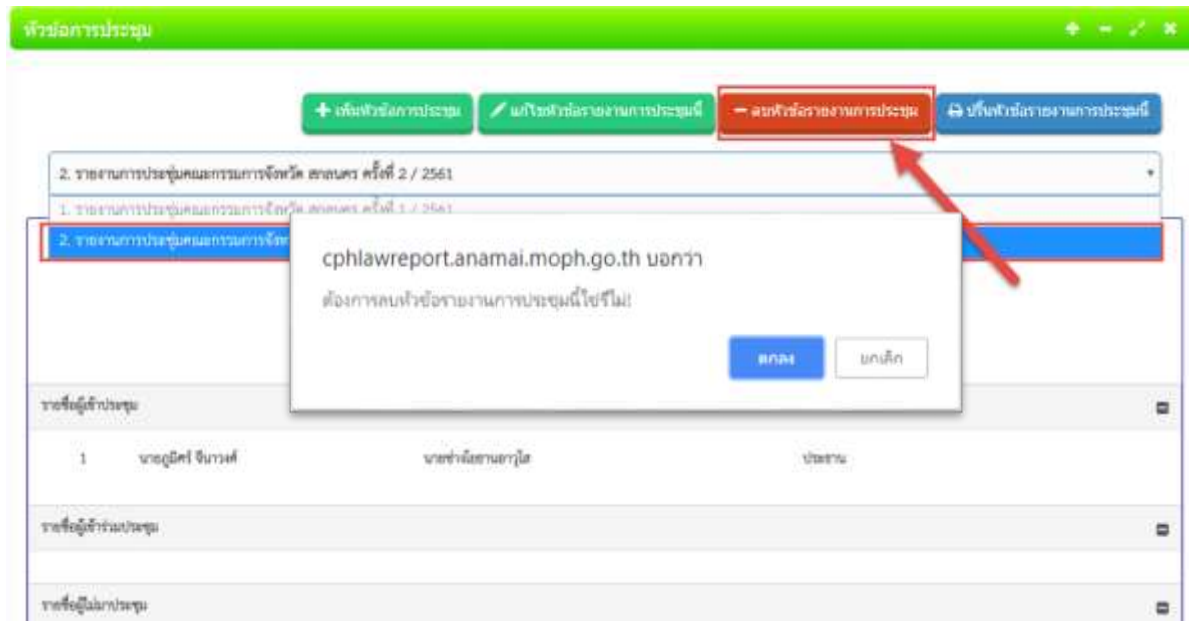 หัวข้อการประชุม
เพิ่มหัวข้อการประชุม
แก้ไขหัวข้อรายงานการประชุมนี้
ลบหัวข้อรายงานการประชุม
ปริ้นหัวข้อรายงานการประชุมนี้
2. รายงานการประชุ่มคณะกรรมการจังหวัด สกลนคร ครั้งที่ 2 / 2561
1. รายงานการประชุ่มคณะกรรมการจังหวัด สกลนคร ครั้งที่ 1 / 2561
2. รายงานการประชุ่มคณะกรรมการจังห
cphlawreport.anamai.moph.go.th บอกว่า
ต้องการลบหัวข้อรายงานการประชุมนี้ใช่รึไม่!
ตกลง
ยกเลิก
รายชื่อผู้เข้าประชุม
1
ประธาน
รายชื่อผู้เข้าร่วมประชุม
รายชื่อผู้ไม่มาประชุม